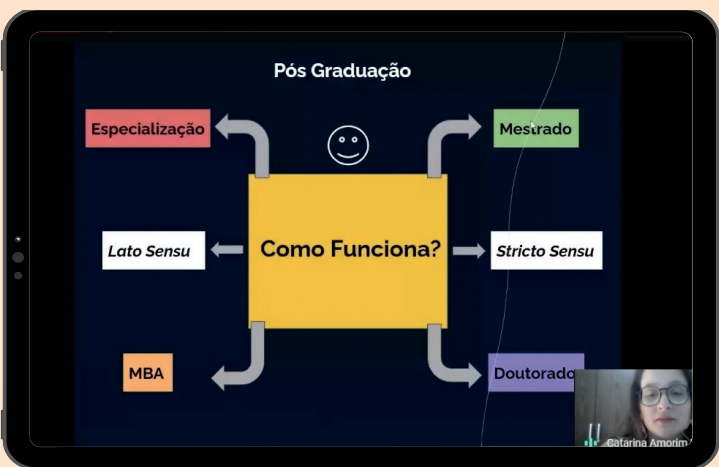 Pós Graduação
Especialização
Mestrado
Lato Sensu
Como Funciona?
Stricto Sensu
MBA
Doutorado
Catarina Amorim